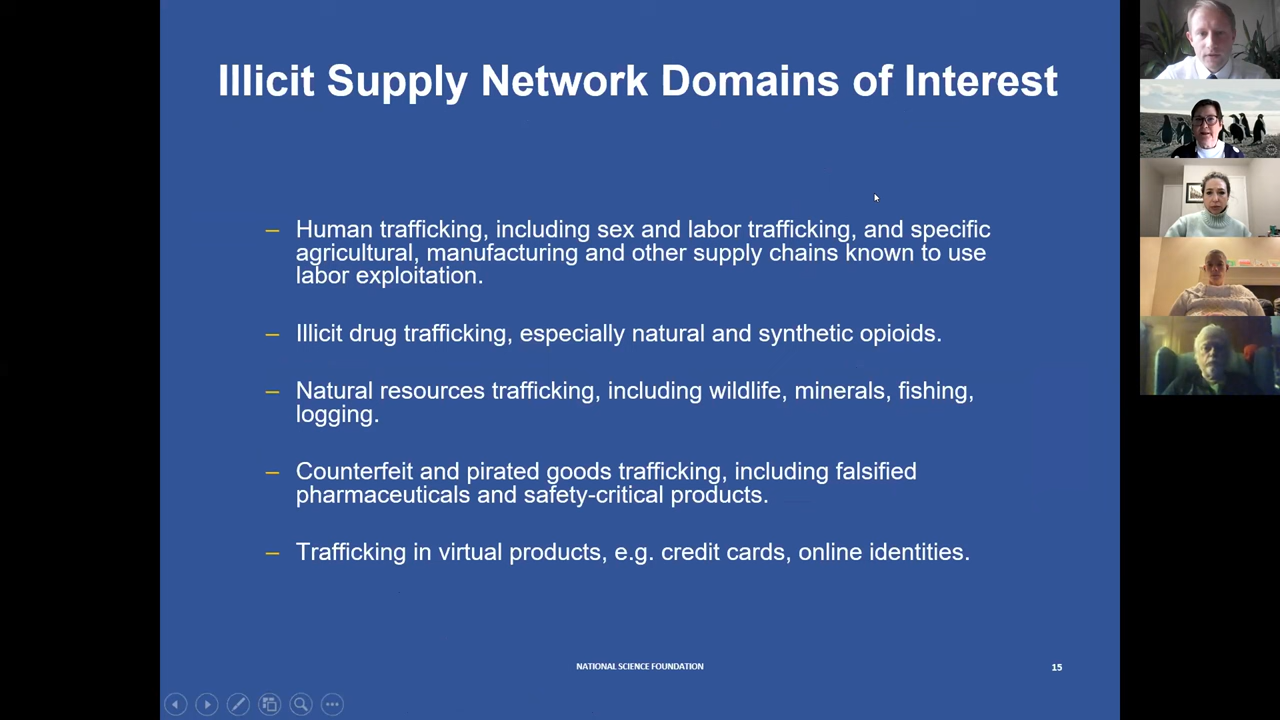 Illicit Supply Network Domains of Interest
– Human trafficking, including sex and labor trafficking, and specific
agricultural, manufacturing and other supply chains known to use
labor exploitation.
– Illicit drug trafficking, especially natural and synthetic opioids.
– Natural resources trafficking, including wildlife, minerals, fishing,
logging.
– Counterfeit and pirated goods trafficking, including falsified
pharmaceuticals and safety-critical products.
– Trafficking in virtual products, e.g. credit cards, online identities.
NATIONAL SCIENCE FOUNDATION
15